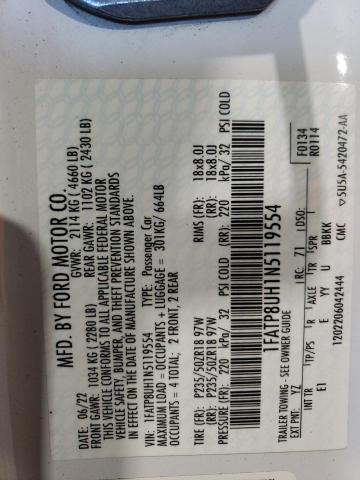 MFD. BY FORD MOTOR CO.
DATE: 06/22 GVWR: 2114 KG ( 4660 LB)
FRONT GAWR: 1034 KG (2280 LB) REAR GAWR: 1102 KG ( 2430 LB)
THIS VEHICLE CONFORMS TO ALL APPLICABLE FEDERAL MOTOR
VEHICLE SAFETY, BUMPER, AND THEFT PREVENTION STANDARDS
IN EFFECT ON THE DATE OF MANUFACTURE SHOWN ABOVE.
VIN: 1FATP8UH1N5119554 TYPE: Passenger Car
MAXIMUM LOAD = OCCUPANTS + LUGGAGE = 301KG/664LB
OCCUPANTS = 4 TOTAL; 2 FRONT, 2 REAR
TIRE (FR): P235/50ZR18 97W RIMS (FR): 18x8.0J
(RR): P235/50ZR18 97W (RR): 18x8.0J
PRESSURE (FR): 220 kPa/ 32 PSI COLD (RR): 220 kPa/ 32 PSI COLD
1FATP8UH1N5119554
TRAILER TOWING - SEE OWNER GUIDE F0134
EXT PNT: YZ RC: 71 DSO: R0114
INT TR TP/PS R AXLE TR SPR
EI E YY U BBKK
12022060424444 CMC ▽5U5A-5420472-AA